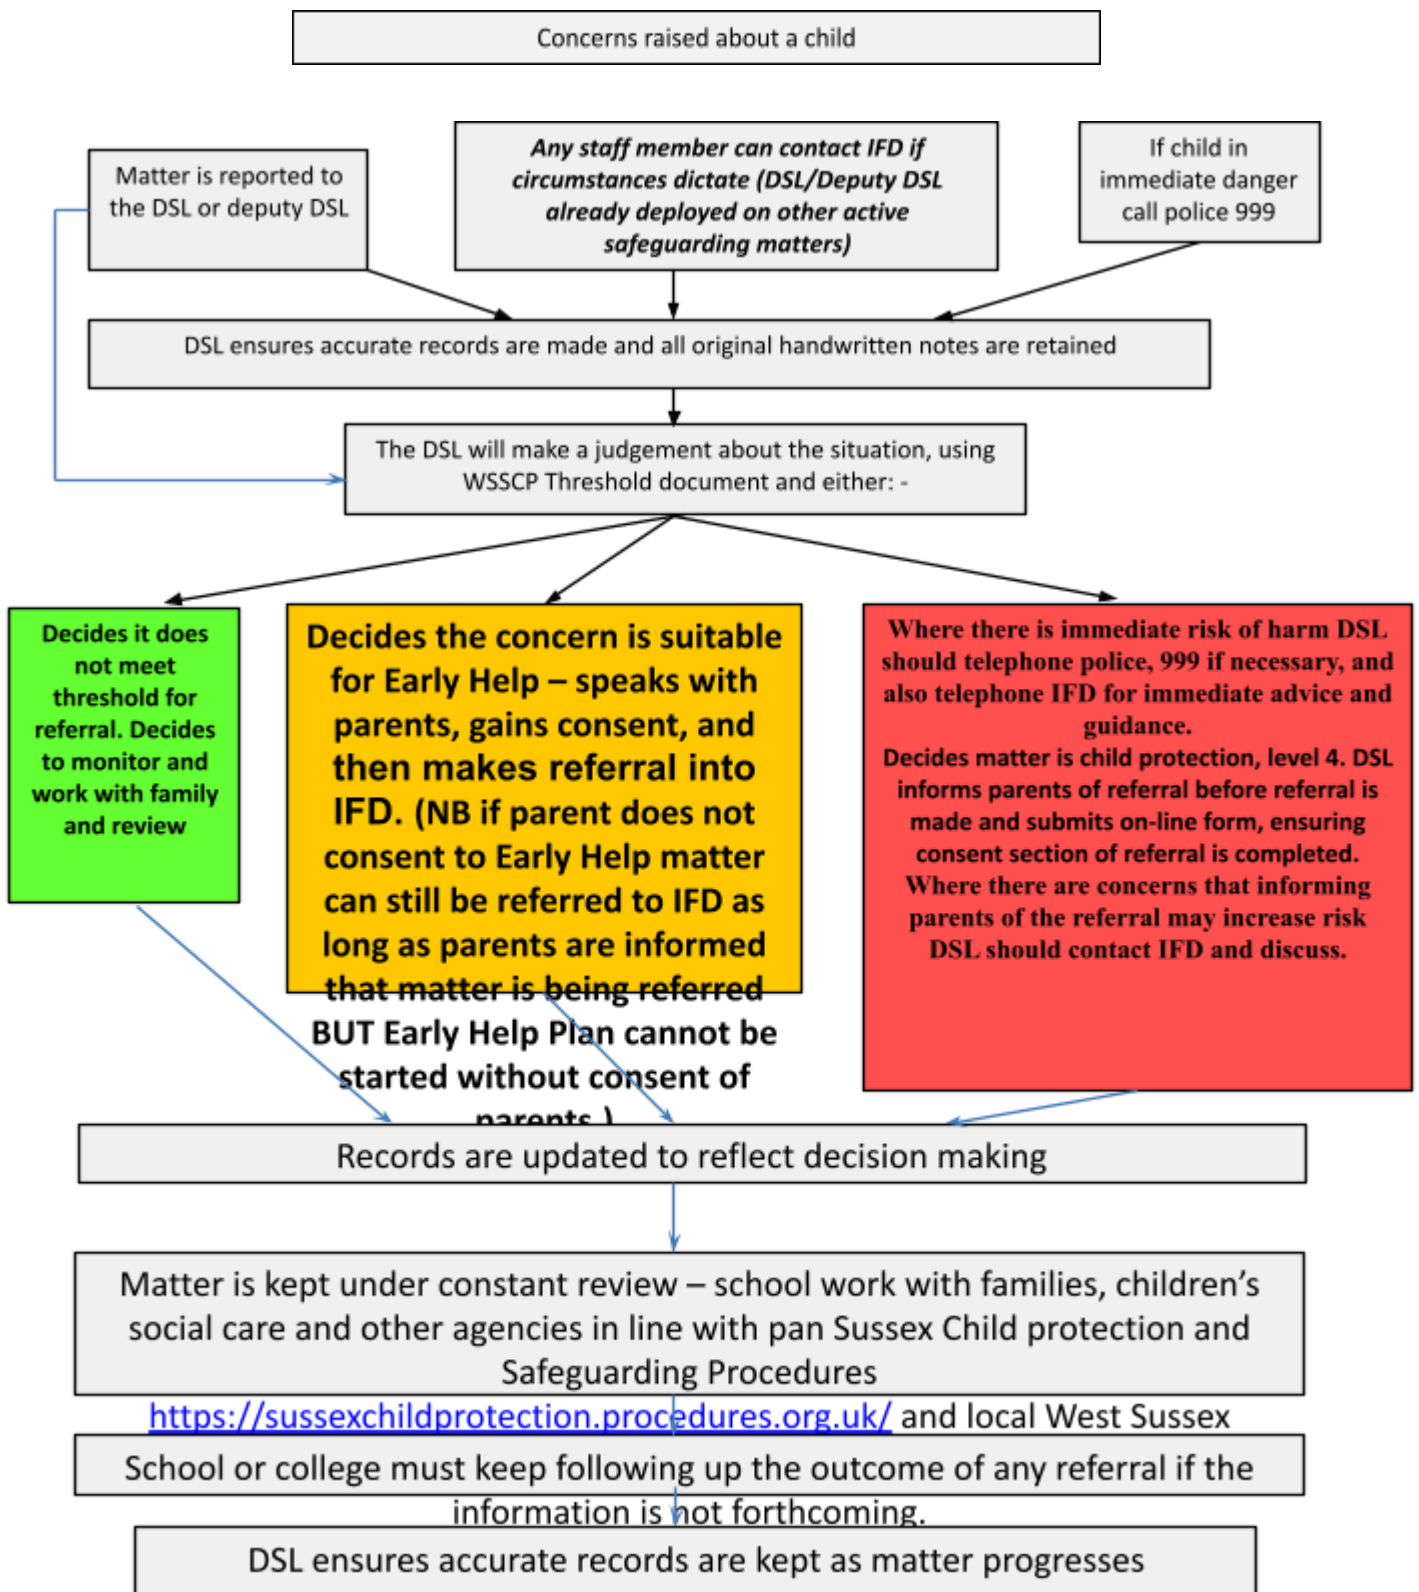 Concerns raised about a child
Matter is reported to
the DSL or deputy DSL
Any staff member can contact IFD if
circumstances dictate (DSL/Deputy DSL
already deployed on other active
safeguarding matters)
If child in
immediate danger
call police 999
DSL ensures accurate records are made and all original handwritten notes are retained
The DSL will make a judgement about the situation, using
WSSCP Threshold document and either: -
Decides it does
not meet
threshold for
referral. Decides
to monitor and
work with family
and review
Decides the concern is suitable
for Early Help – speaks with
parents, gains consent, and
then makes referral into
IFD. (NB if parent does not
consent to Early Help matter
can still be referred to IFD as
long as parents are informed
that matter is being referred
BUT Early Help Plan cannot be
started without consent of
parents.)
Where there is immediate risk of harm DSL
should telephone police, 999 if necessary, and
also telephone IFD for immediate advice and
guidance.
Decides matter is child protection, level 4. DSL
informs parents of referral before referral is
made and submits on-line form, ensuring
consent section of referral is completed.
Where there are concerns that informing
parents of the referral may increase risk
DSL should contact IFD and discuss.
Records are updated to reflect decision making
Matter is kept under constant review – school work with families, children’s
social care and other agencies in line with pan Sussex Child protection and
Safeguarding Procedures
https://sussexchildprotection.procedures.org.uk/ and local West Sussex
School or college must keep following up the outcome of any referral if the
information is not forthcoming.
DSL ensures accurate records are kept as matter progresses